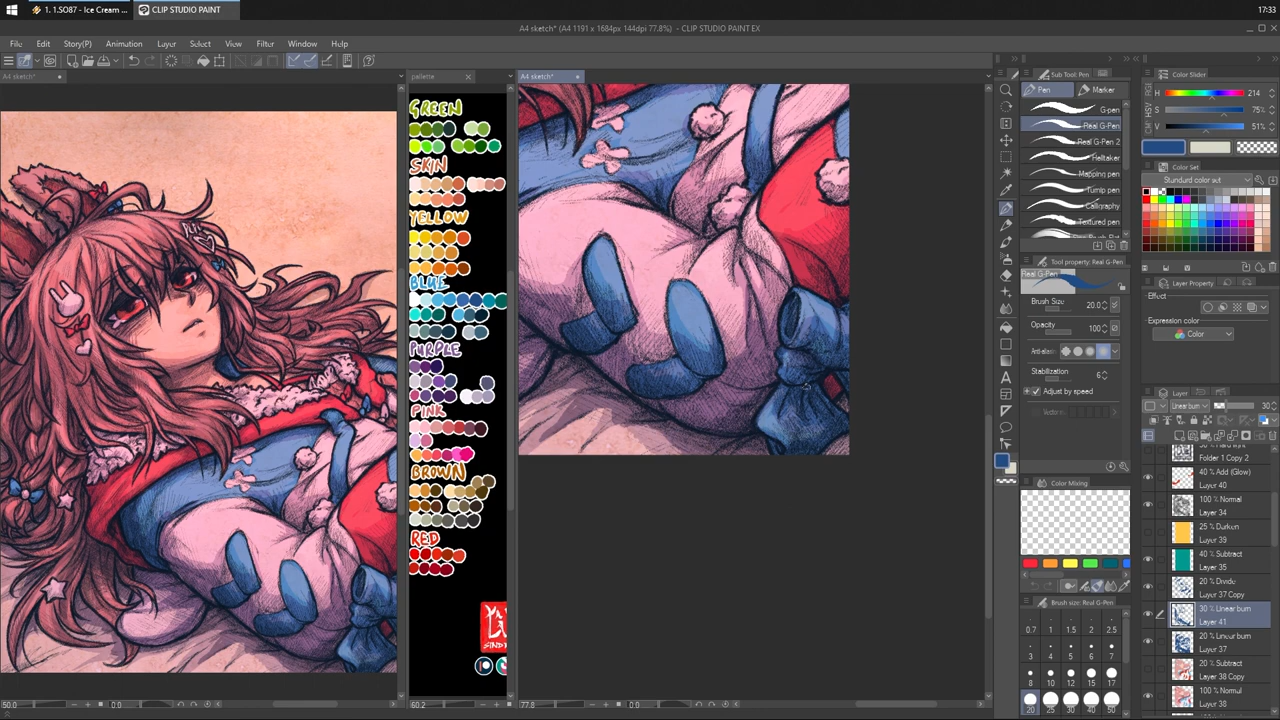 1. 1.SO87 - Ice Cream ...
CLIP STUDIO PAINT
17:33
A4 sketch* (A4 1191 x 1684px 144dpi 77.8%) - CLIP STUDIO PAINT EX
File Edit Story(P) Animation Layer Select View Filter Window Help
A4 sketch*
pallette
A4 sketch*
GREEN
SKIN
YELLOW
BLUE
PURPLE
PINK
BROWN
RED
50.0
0.0
60.2
77.8
0.0
Sub Tool: Pen
Pen
Marker
G-pen
Real G-Pen
Real G-Pen 2
Helltaker
Mapping pen
Turnip pen
Calligraphy
Textured pen
Tool property: Real G-Pen
Real G-Pen
Brush Size 20.0
Opacity 100
Anti-alias
Stabilization 6
Adjust by speed
Color Mixing
Brush size: Real G-Pen
0.7 1 1.5 2 2.5
3 4 5 6 7
8 10 12 15 17
20 25 30 40 50
Color Slider
H 214
S 75%
V 51%
Color Set
Standard color set
Layer Property
Effect
Expression color
Color
Layer
Linear burn 30
Folder 1 Copy 2
40 % Add (Glow)
Layer 40
100 % Normal
Layer 34
25 % Darken
Layer 39
40 % Subtract
Layer 35
20 % Divide
Layer 37 Copy
30 % Linear burn
Layer 41
20 % Linear burn
Layer 37
20 % Subtract
Layer 38 Copy
100 % Normal
Layer 38